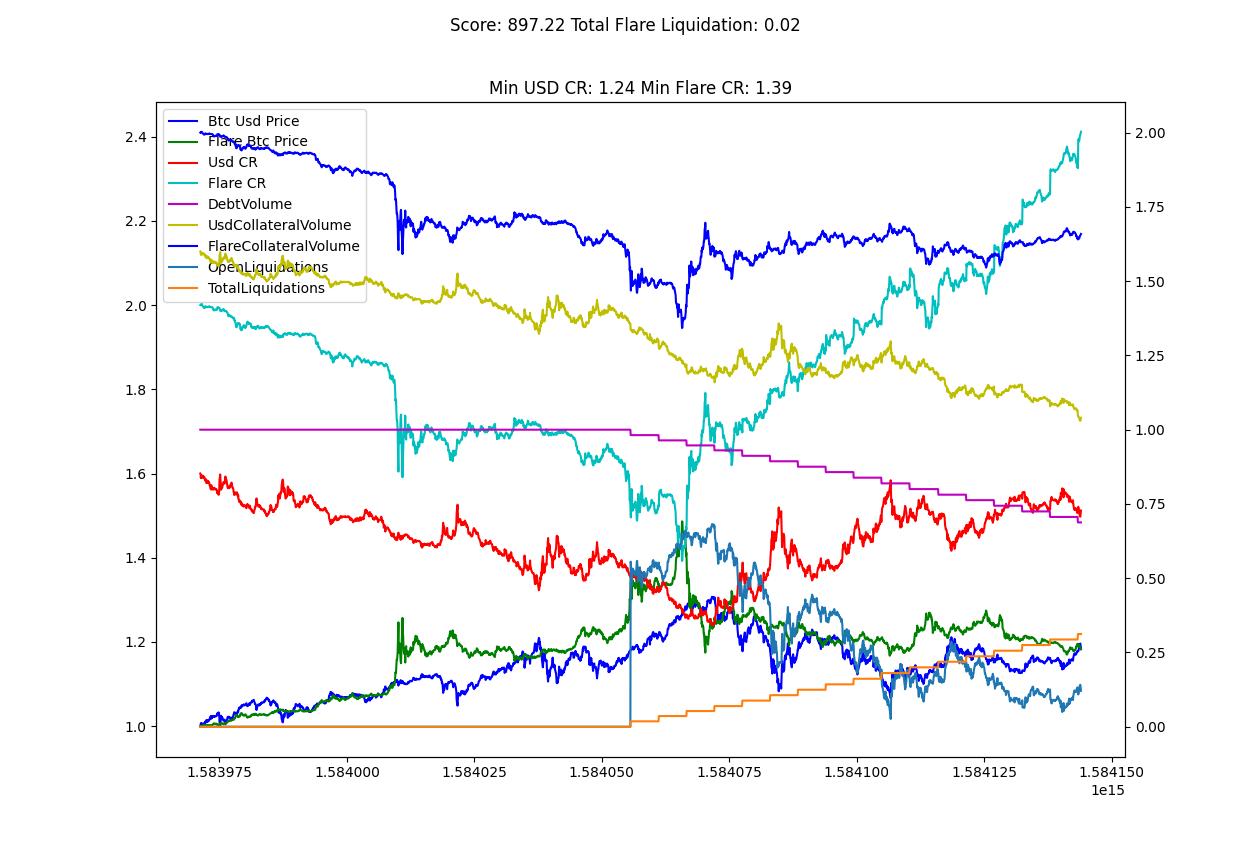 Score: 897.22 Total Flare Liquidation: 0.02
Min USD CR: 1.24 Min Flare CR: 1.39
Btc Usd Price
Flare Btc Price
Usd CR
Flare CR
DebtVolume
UsdCollateralVolume
FlareCollateralVolume
OpenLiquidations
TotalLiquidations
2.4
2.2
2.0
1.8
1.6
1.4
1.2
1.0
2.00
1.75
1.50
1.25
1.00
0.75
0.50
0.25
0.00
1.583975 1.584000 1.584025 1.584050 1.584075 1.584100 1.584125 1.584150
1e15